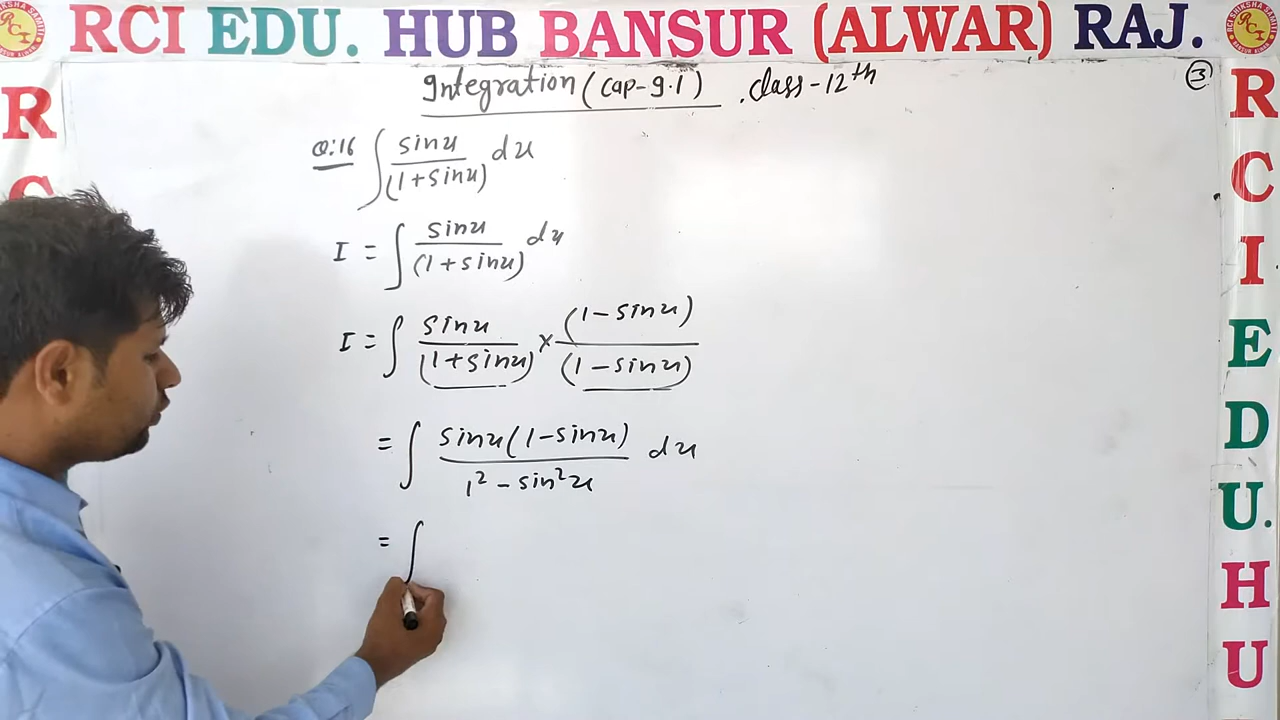 RCI EDU. HUB BANSUR (ALWAR) RAJ.
Integration (Cap-9.1) . Class-12th
3
Q:16 ∫ sinx/(1+sinx) dx
I = ∫ sinx/(1+sinx) dx
I = ∫ sinx/(1+sinx) × (1-sinx)/(1-sinx)
= ∫ sinx(1-sinx)/1²-sin²x dx
= ∫
R
C
R
C
I
E
D
U.
H
U